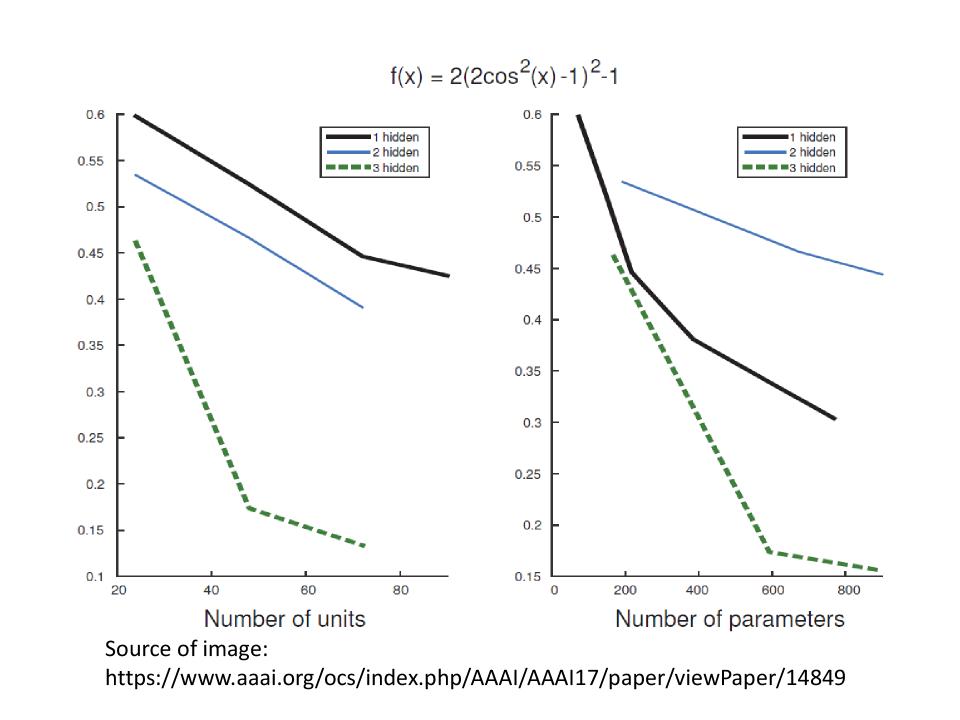 f(x) = 2(2cos²(x)-1)²-1
0.6
0.55
0.5
0.45
0.4
0.35
0.3
0.25
0.2
0.15
0.1
20
40
60
80
1 hidden
2 hidden
3 hidden
Number of units
0.6
0.55
0.5
0.45
0.4
0.35
0.3
0.25
0.2
0.15
0
200
400
600
800
1 hidden
2 hidden
3 hidden
Number of parameters
Source of image:
https://www.aaai.org/ocs/index.php/AAAI/AAAI17/paper/viewPaper/14849